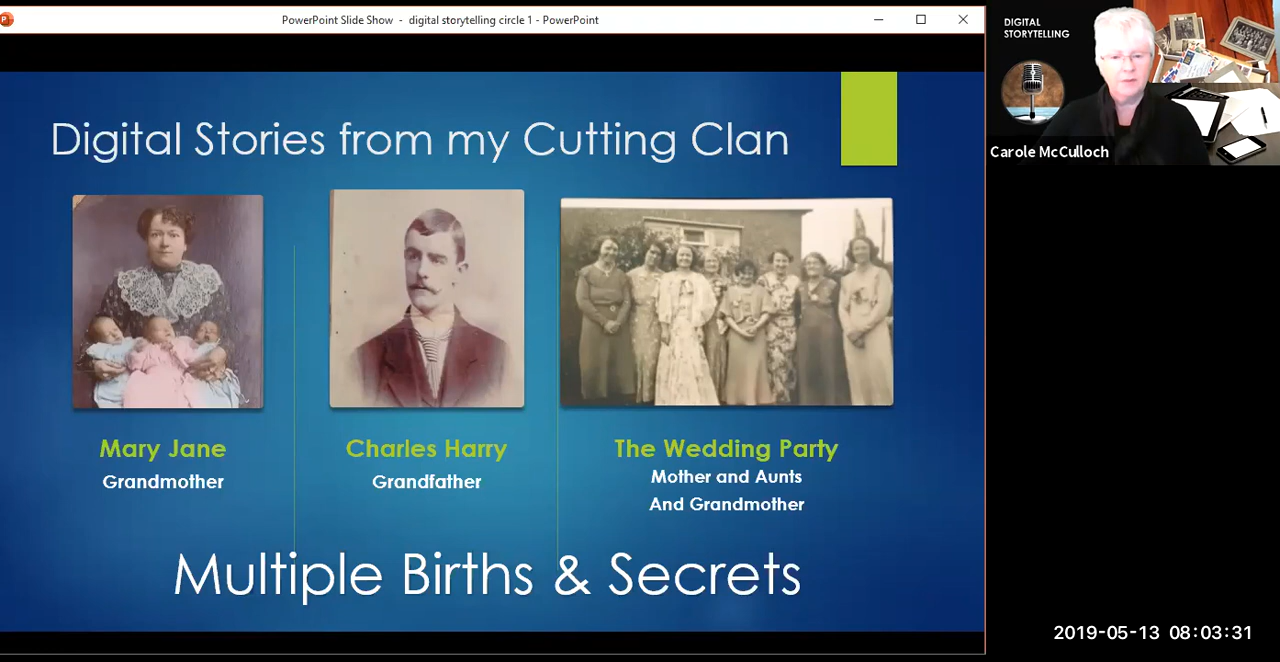 PowerPoint Slide Show - digital storytelling circle 1 - PowerPoint
Digital Stories from my Cutting Clan
Mary Jane
Grandmother
Charles Harry
Grandfather
The Wedding Party
Mother and Aunts
And Grandmother
Multiple Births & Secrets
DIGITAL
STORYTELLING
Carole McCulloch
2019-05-13 08:03:31